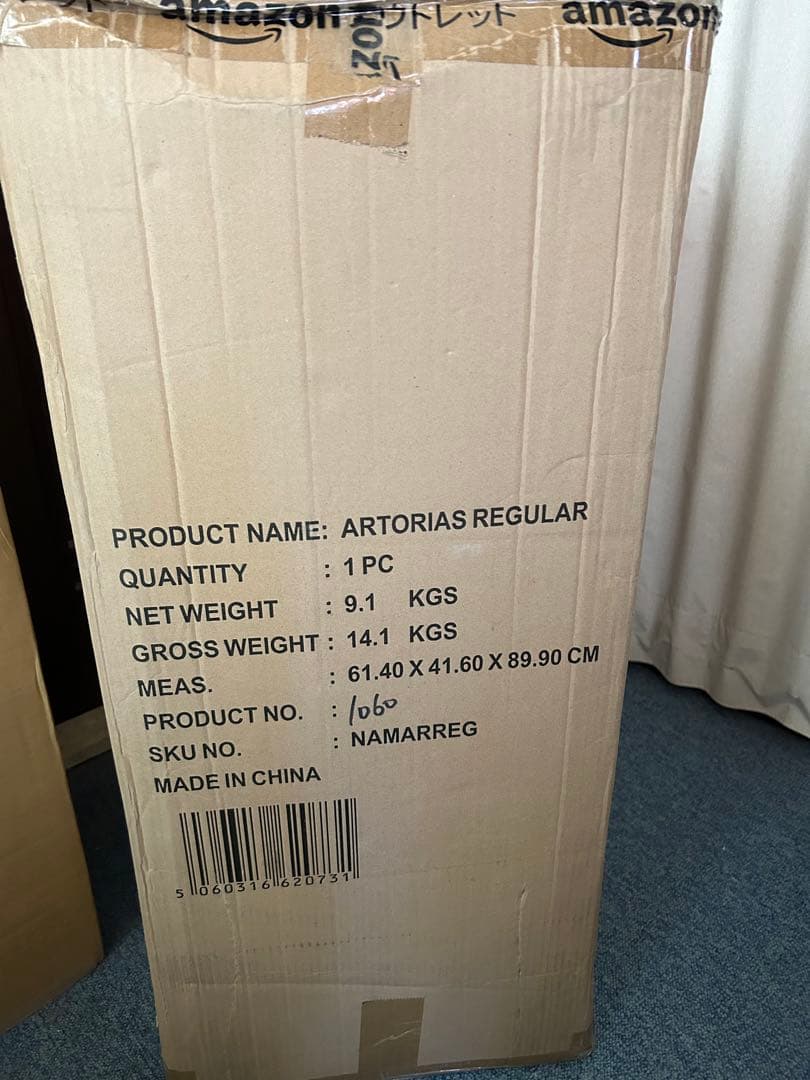 amazon ウトレット amazon
PRODUCT NAME: ARTORIAS REGULAR
QUANTITY : 1 PC
NET WEIGHT : 9.1 KGS
GROSS WEIGHT : 14.1 KGS
MEAS. : 61.40 X 41.60 X 89.90 CM
PRODUCT NO. : 1060
SKU NO. : NAMARREG
MADE IN CHINA
5 060316 620731